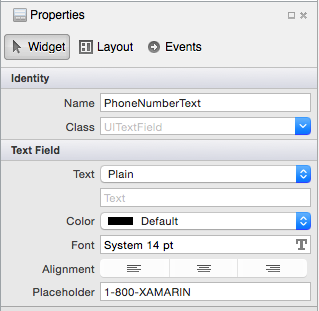 Properties
Widget Layout Events
Identity
Name PhoneNumberText
Class UITextField
Text Field
Text Plain
Text
Color Default
Font System 14 pt T
Alignment
Placeholder 1-800-XAMARIN